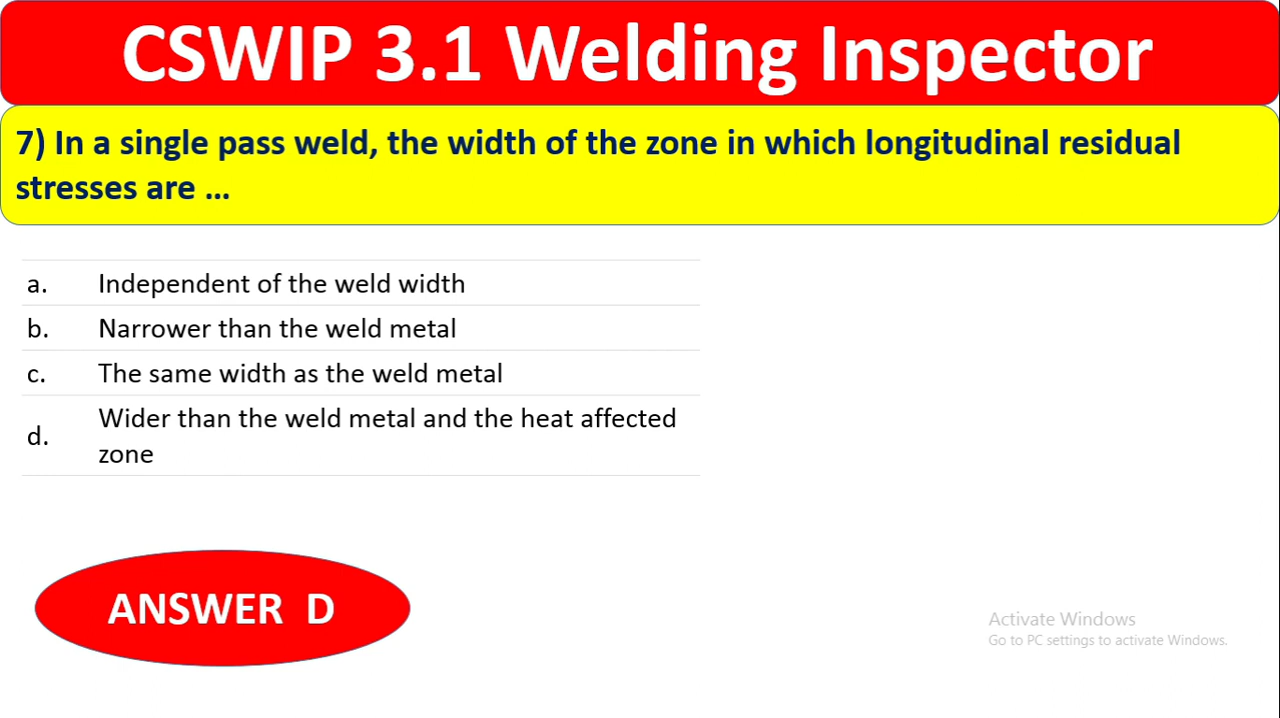 CSWIP 3.1 Welding Inspector
7) In a single pass weld, the width of the zone in which longitudinal residual
stresses are ...
a. Independent of the weld width
b. Narrower than the weld metal
c. The same width as the weld metal
d. Wider than the weld metal and the heat affected
zone
ANSWER D
Activate Windows
Go to PC settings to activate Windows.